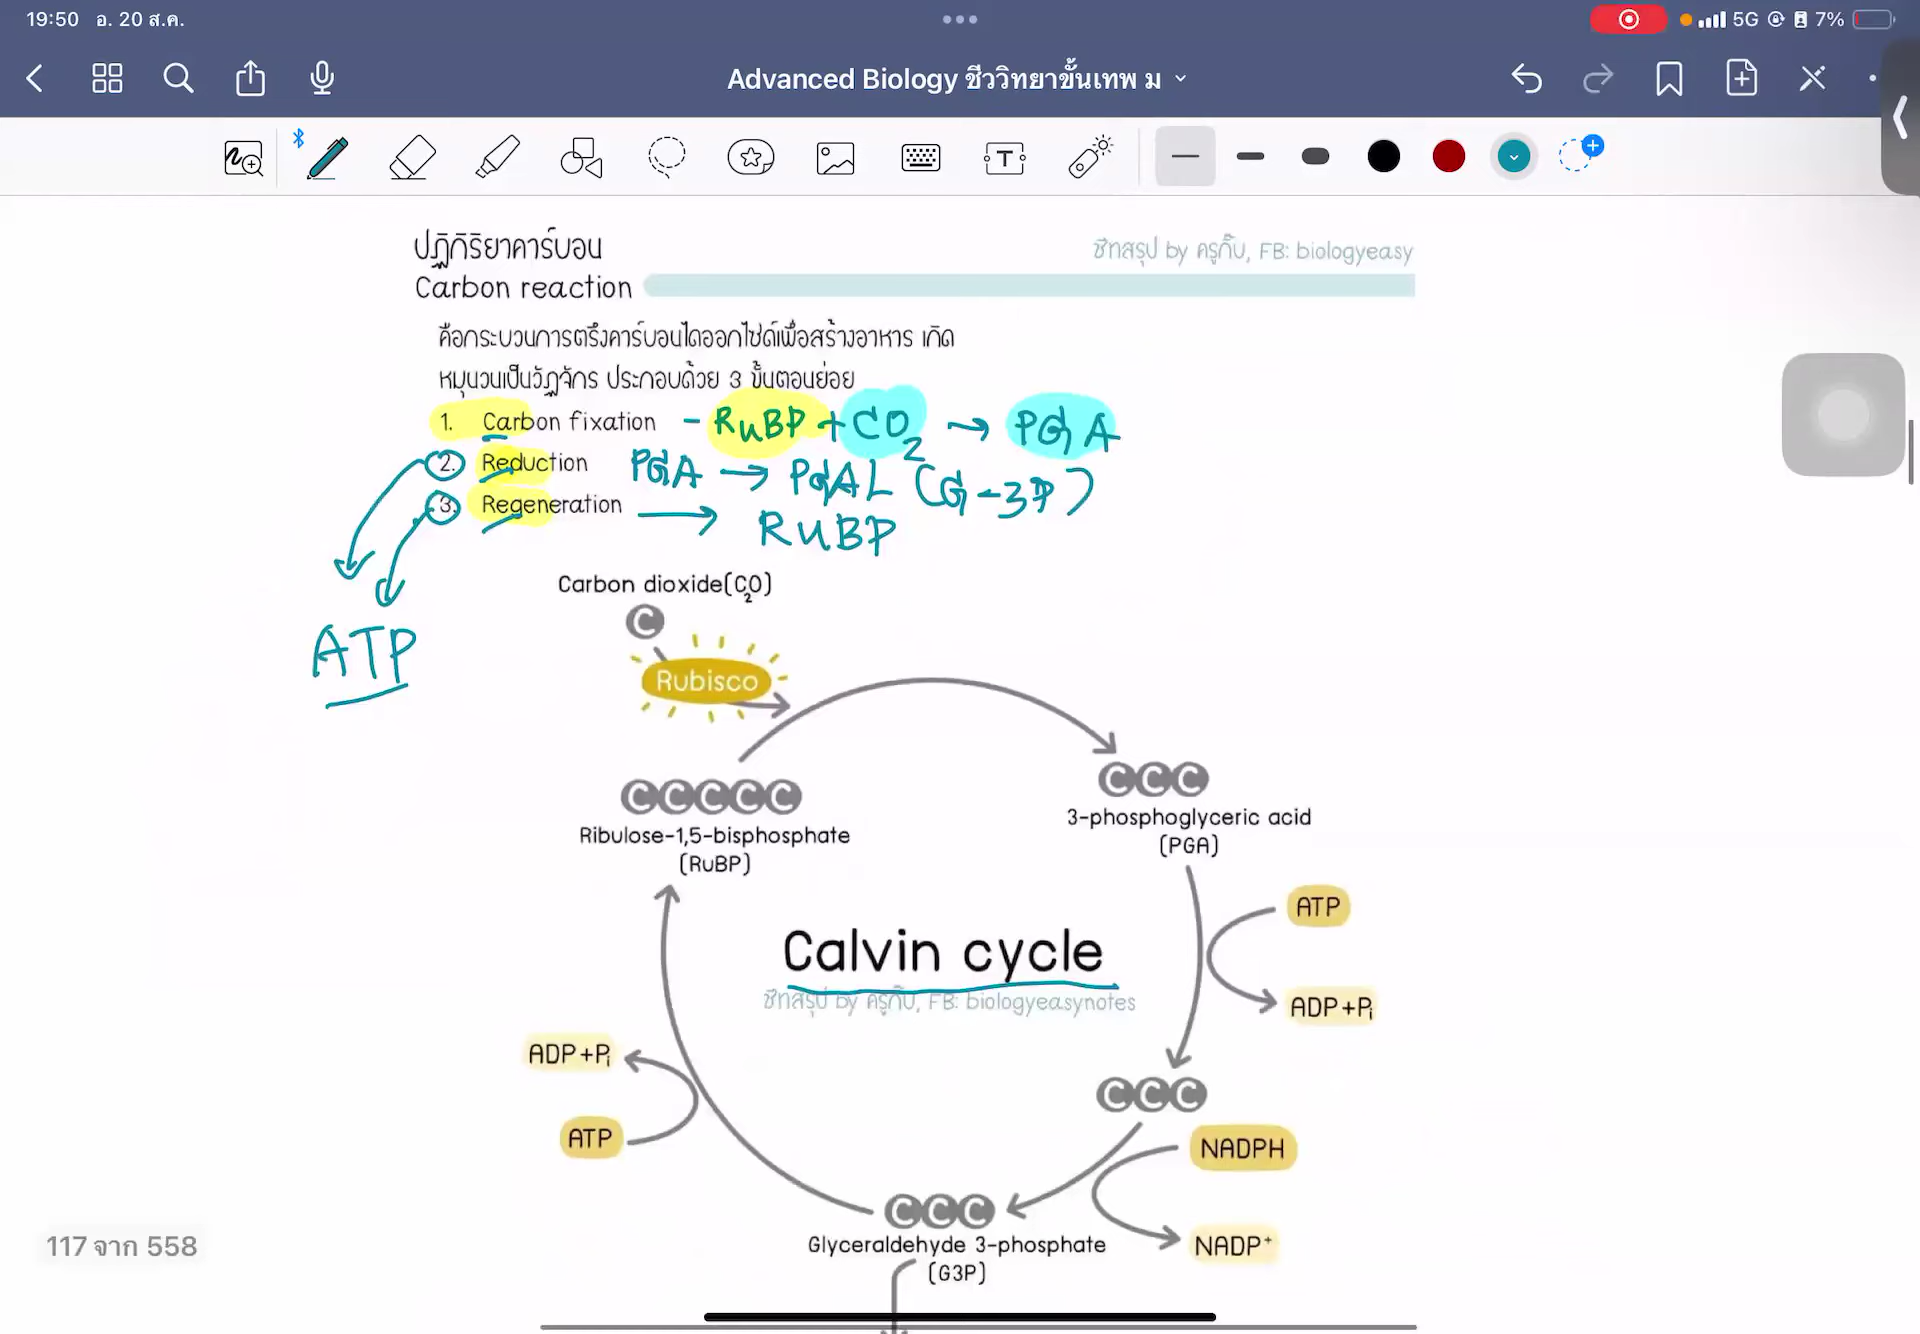 19:50 อ. 20 ส.ค.
5G 7%
Advanced Biology ชีววิทยาขั้นเทพ ม
T
ปฏิกิริยาคาร์บอน
ชีทสรุป by ครูกิ๊บ, FB: biologyeasy
Carbon reaction
คือกระบวนการตรึงคาร์บอนไดออกไซด์เพื่อสร้างอาหาร เกิด
หมุนวนเป็นวัฏจักร ประกอบด้วย 3 ขั้นตอนย่อย
1. Carbon fixation - RuBP + CO2 → PGA
2. Reduction PGA → PGAL (G-3P)
3. Regeneration → RuBP
ATP
Carbon dioxide(CO2)
C
Rubisco
CCCCC
CCC
Ribulose-1,5-bisphosphate
(RuBP)
3-phosphoglyceric acid
(PGA)
ATP
Calvin cycle
ชีทสรุป by ครูกิ๊บ, FB: biologyeasynotes
ADP+Pi
ADP+Pi
CCC
ATP
NADPH
CCC
Glyceraldehyde 3-phosphate
(G3P)
NADP+
117 จาก 558